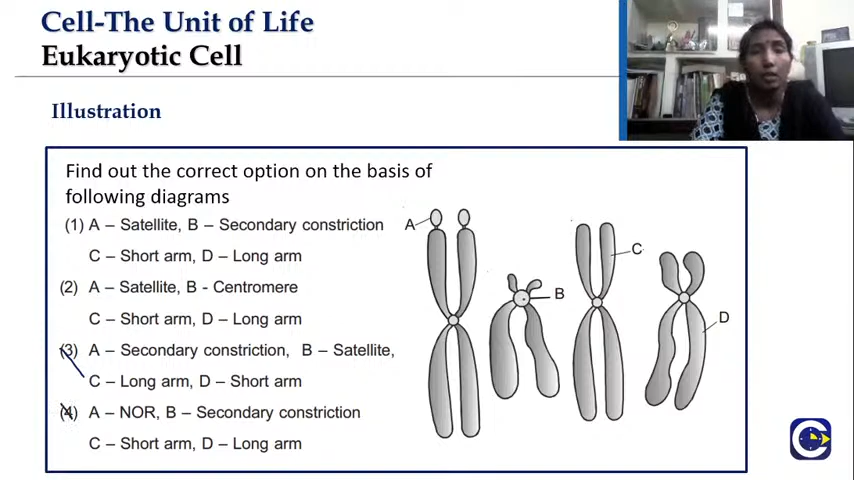 Cell-The Unit of Life
Eukaryotic Cell
Illustration
Find out the correct option on the basis of
following diagrams
(1) A – Satellite, B – Secondary constriction
C – Short arm, D – Long arm
(2) A – Satellite, B - Centromere
C – Short arm, D – Long arm
(3) A – Secondary constriction, B – Satellite,
C – Long arm, D – Short arm
(4) A – NOR, B – Secondary constriction
C – Short arm, D – Long arm
A
B
C
D